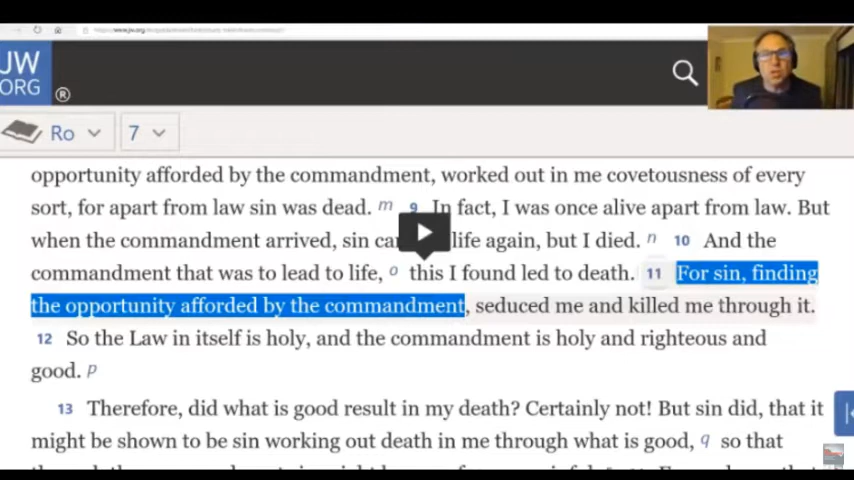 JW
ORG
®
Ro
7
opportunity afforded by the commandment, worked out in me covetousness of every
sort, for apart from law sin was dead. m 9 In fact, I was once alive apart from law. But
when the commandment arrived, sin life again, but I died. n 10 And the
commandment that was to lead to life, o this I found led to death. 11 For sin, finding
the opportunity afforded by the commandment, seduced me and killed me through it.
12 So the Law in itself is holy, and the commandment is holy and righteous and
good. p
13 Therefore, did what is good result in my death? Certainly not! But sin did, that it
might be shown to be sin working out death in me through what is good, q so that